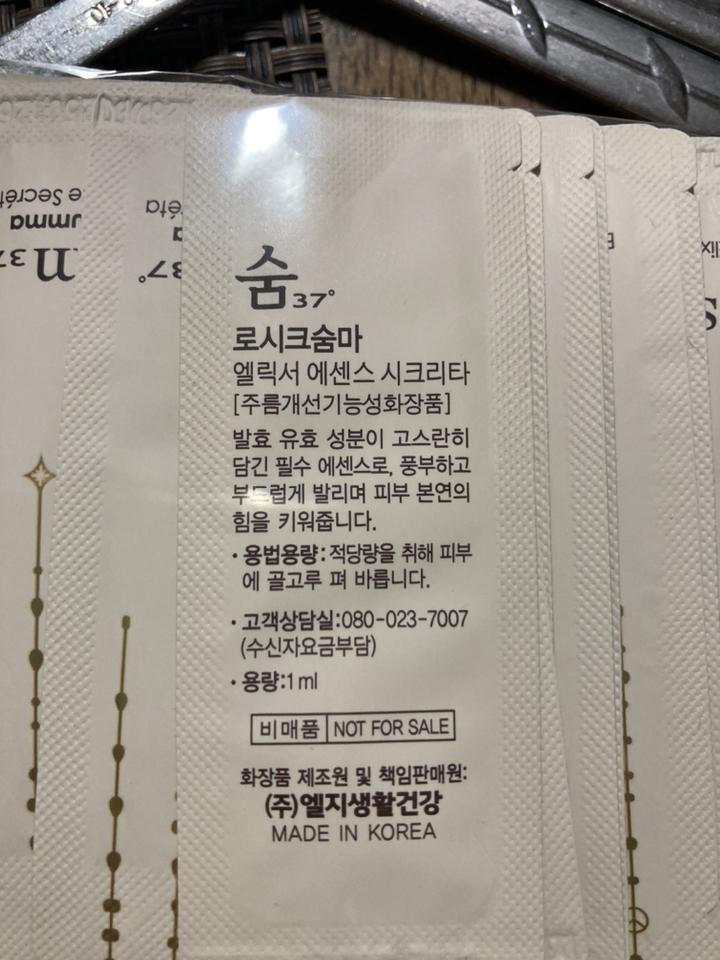 숨37°
로시크숨마
엘릭서 에센스 시크리타
[주름개선기능성화장품]
발효 유효 성분이 고스란히
담긴 필수 에센스로, 풍부하고
부드럽게 발리며 피부 본연의
힘을 키워줍니다.
• 용법용량: 적당량을 취해 피부
에 골고루 펴 바릅니다.
• 고객상담실:080-023-7007
(수신자요금부담)
• 용량:1ml
비매품 NOT FOR SALE
화장품 제조원 및 책임판매원:
(주)엘지생활건강
MADE IN KOREA